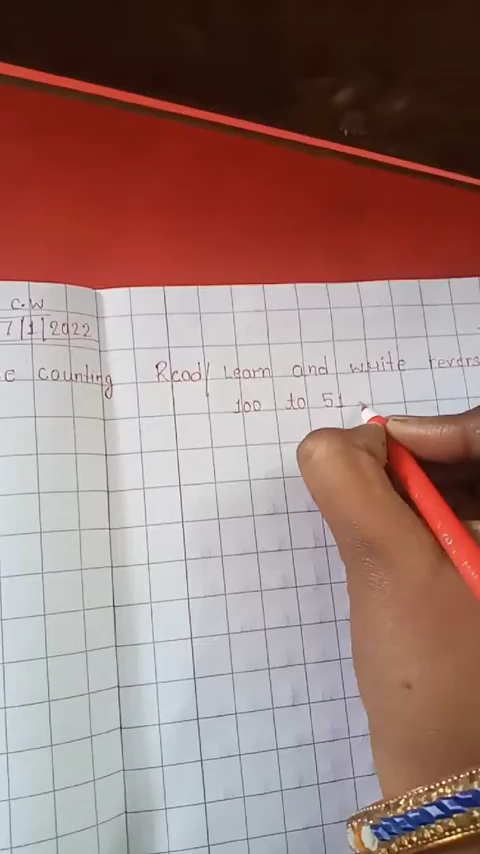 C.W
7/1/2022
e counting
Read/ Learn and write revers
100 to 51